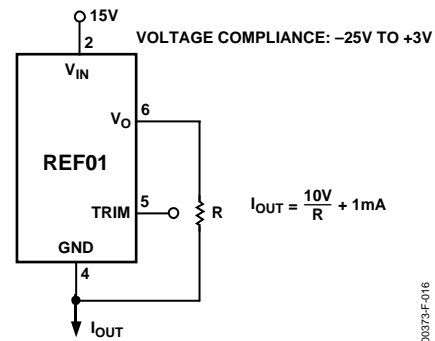 15V
2
VOLTAGE COMPLIANCE: –25V TO +3V
VIN
6
VO
REF01
5
TRIM
R
IOUT = 10V/R + 1mA
GND
4
IOUT
00373-F-016